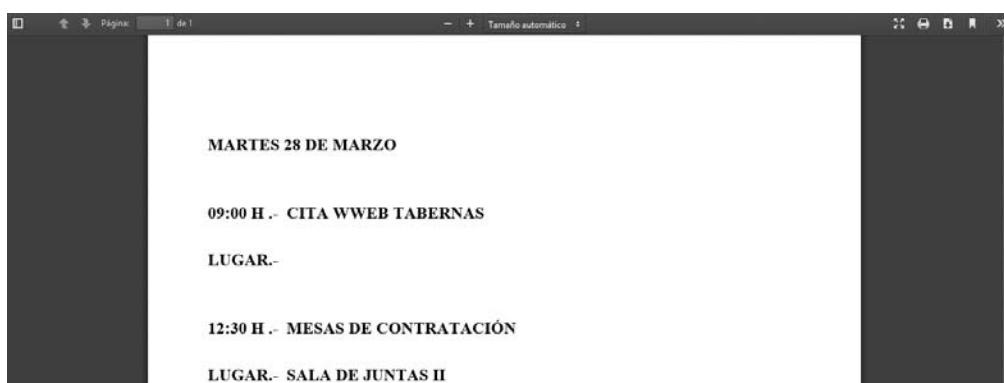 Página: 1 de 1 − + Tamaño automático
MARTES 28 DE MARZO
09:00 H .- CITA WWEB TABERNAS
LUGAR.-
12:30 H .- MESAS DE CONTRATACIÓN
LUGAR.- SALA DE JUNTAS II